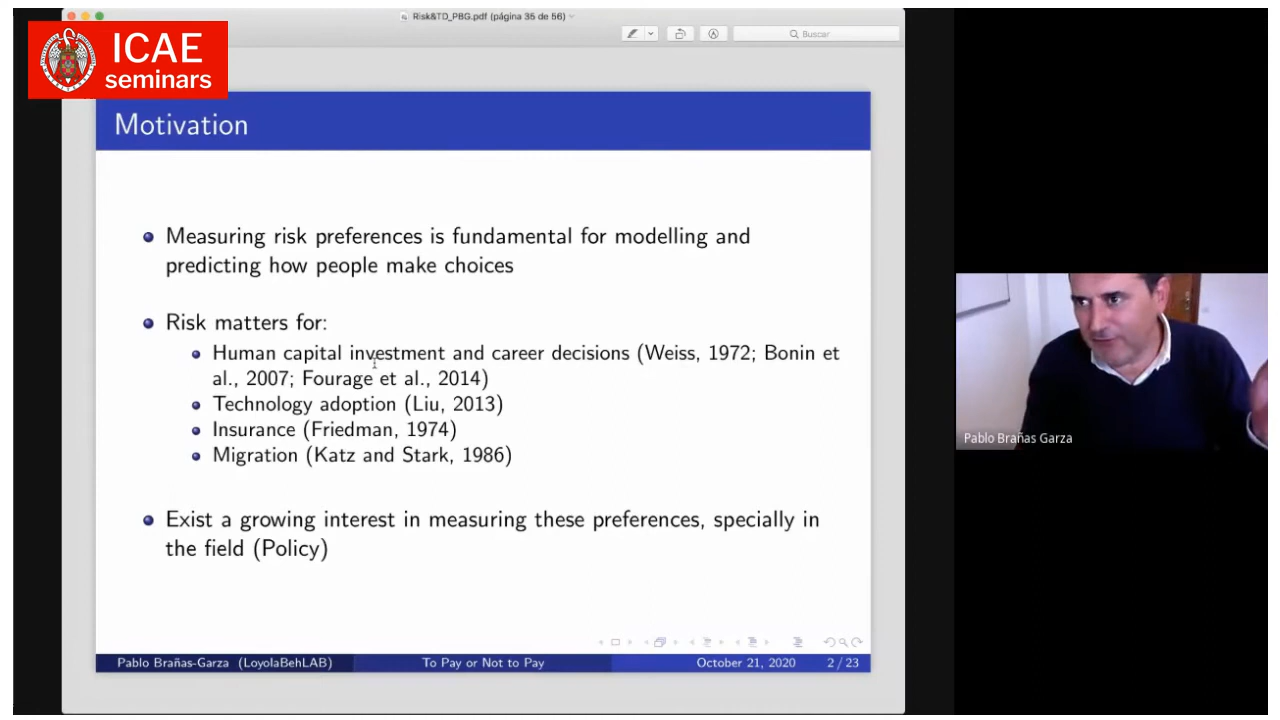 Risk&TD_PBG.pdf (página 35 de 56)
Buscar
ICAE
seminars
Motivation
Measuring risk preferences is fundamental for modelling and
predicting how people make choices
Risk matters for:
Human capital investment and career decisions (Weiss, 1972; Bonin et
al., 2007; Fourage et al., 2014)
Technology adoption (Liu, 2013)
Insurance (Friedman, 1974)
Migration (Katz and Stark, 1986)
Exist a growing interest in measuring these preferences, specially in
the field (Policy)
Pablo Brañas-Garza (LoyolaBehLAB) To Pay or Not to Pay October 21, 2020 2 / 23
Pablo Brañas Garza